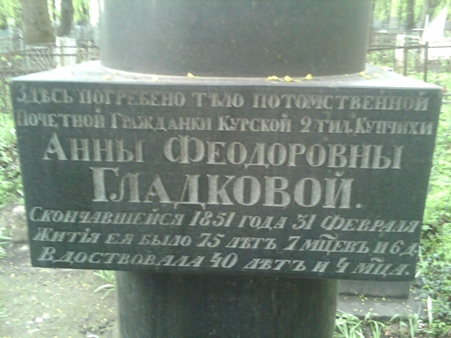 Здѣсь погребено тѣло потомственной
Почетной Гражданки Курской 2 гил. Купчихи
Анны Феодоровны
Гладковой.
Скончавшейся 1851 года 31 Февраля
Житія ея было 75 лѣтъ 7 мцевъ и 6 д.
Вдоствовала 40 лѣтъ и 4 мца.